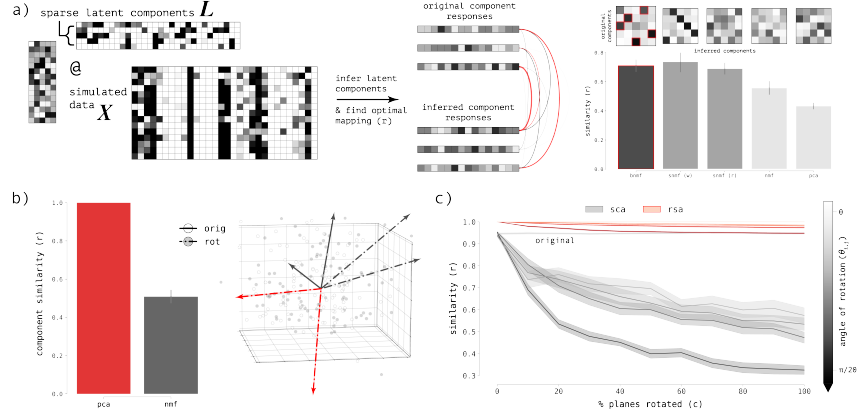 a)
sparse latent components L
@
simulated
data X
infer latent
components
& find optimal
mapping (r)
original component
responses
inferred component
responses
original
components
inferred components
similarity (r)
0.8
0.6
0.4
0.2
0.0
bnmf
snmf (w)
snmf (r)
nmf
pca
b)
component similarity (r)
1.0
0.8
0.6
0.4
0.2
0.0
pca
nmf
orig
rot
c)
sca
rsa
original
similarity (r)
1.0
0.9
0.8
0.7
0.6
0.5
0.4
0.3
0
20
40
60
80
100
% planes rotated (c)
0
angle of rotation (θi,j)
π/20